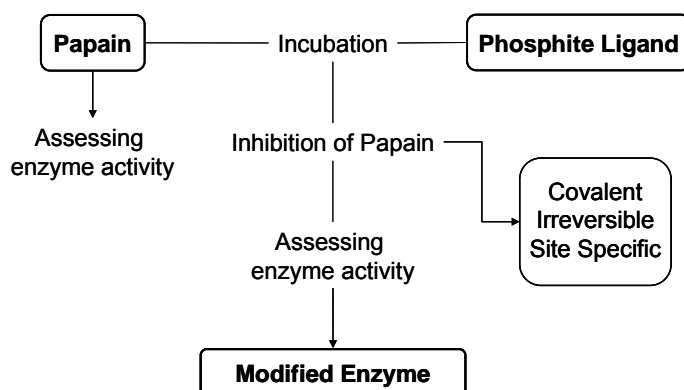 Papain
Incubation
Phosphite Ligand
Assessing
enzyme activity
Inhibition of Papain
Covalent
Irreversible
Site Specific
Assessing
enzyme activity
Modified Enzyme